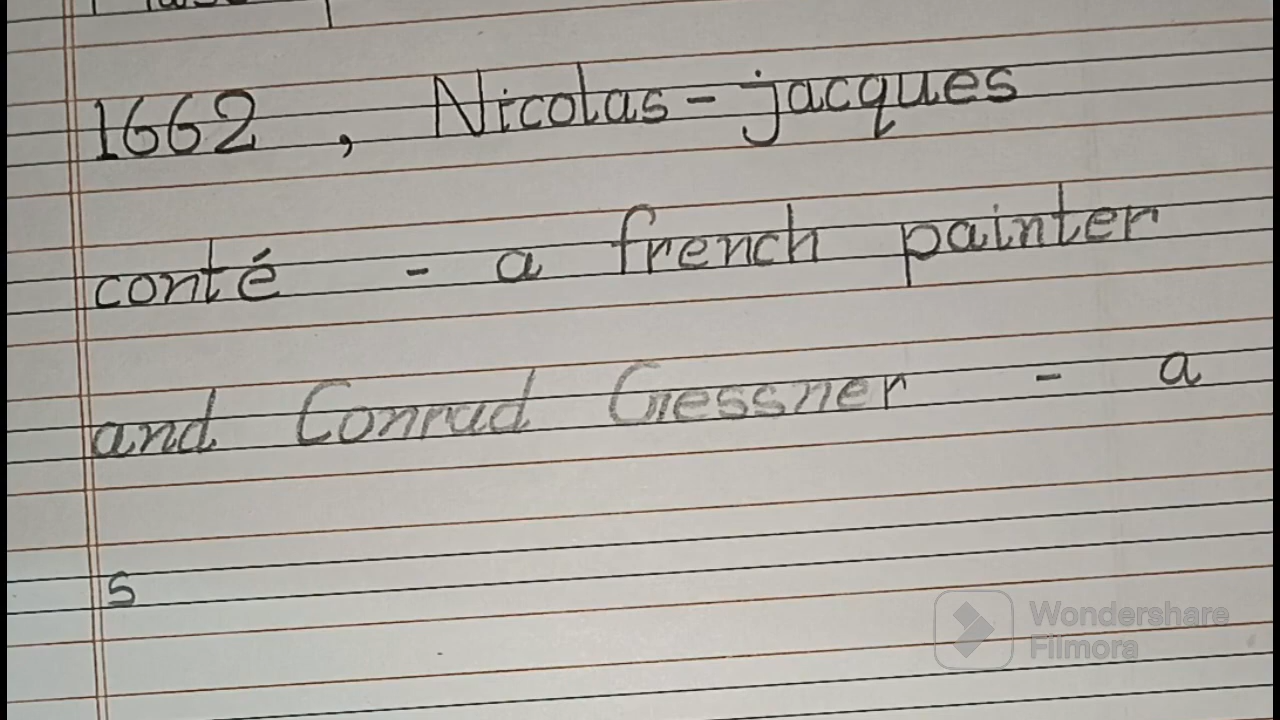 1662 , Nicolas - jacques
conté - a french painter
and Conrad Gessner - a
s
Wondershare
Filmora